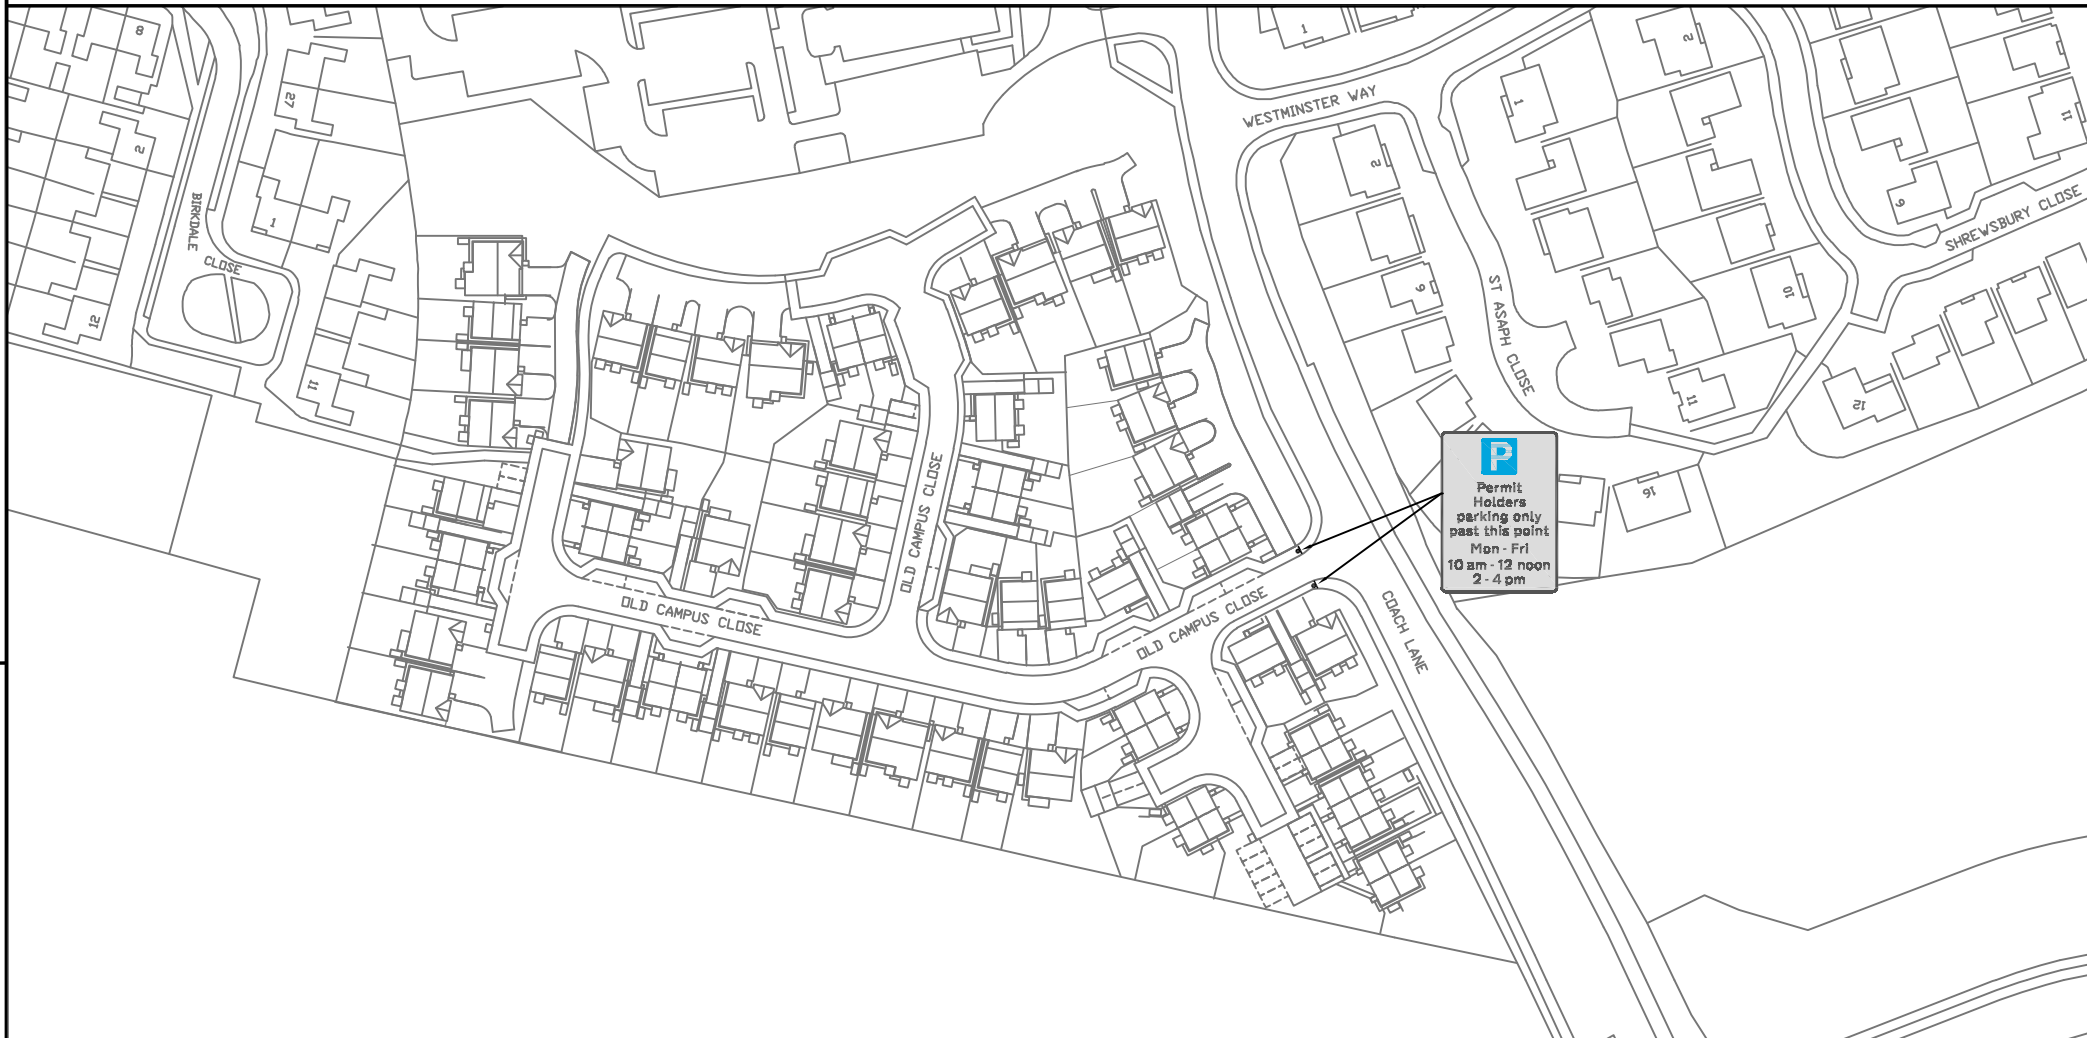 8
1
2
27
WESTMINSTER WAY
1
2
2
11
BIRKDALE
1
CLOSE
9
SHREWSBURY CLOSE
9
ST ASAPH CLOSE
10
12
11
11
12
P
Permit
Holders
parking only
past this point
Mon - Fri
10 am - 12 noon
2 - 4 pm
16
OLD CAMPUS CLOSE
OLD CAMPUS CLOSE
OLD CAMPUS CLOSE
COACH LANE